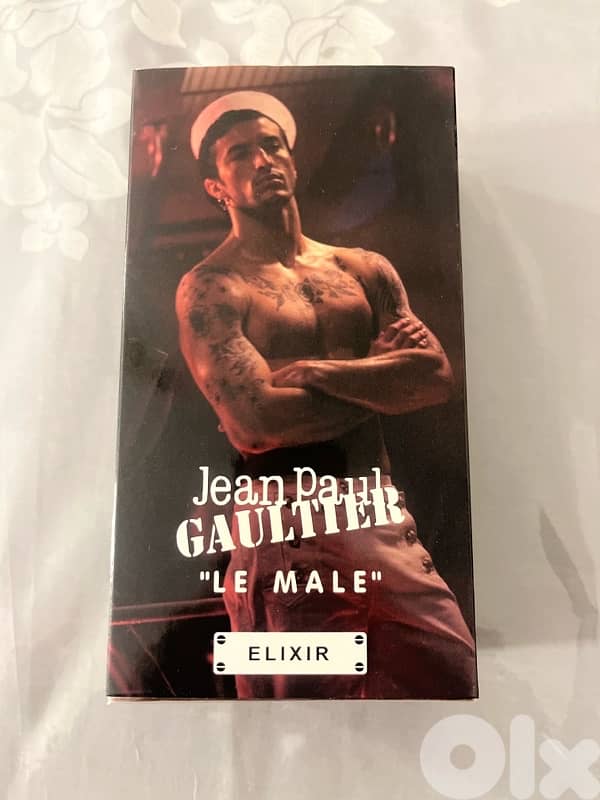 Jean Paul
GAULTIER
"LE MALE"
ELIXIR
Olx